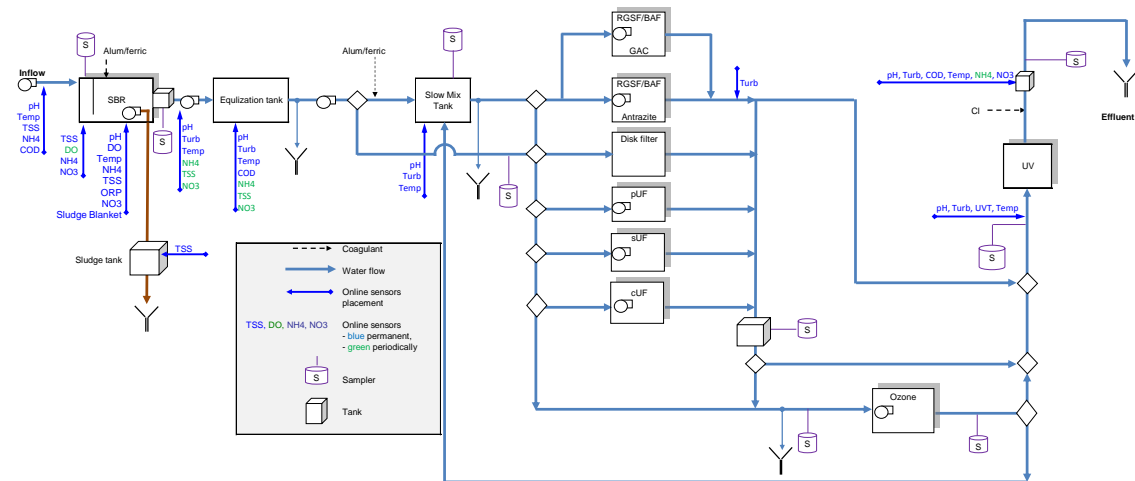 RGSF/BAF
GAC
S
Alum/ferric
Alum/ferric
S
S
pH, Turb, COD, Temp, NH4, NO3
Inflow
SBR
Equlization tank
Slow Mix
Tank
RGSF/BAF
Antrazite
Turb
Cl
Effluent
pH
Temp
TSS
NH4
COD
TSS
DO
NH4
NO3
pH
DO
Temp
NH4
TSS
ORP
NO3
Sludge Blanket
S
pH
Turb
Temp
NH4
TSS
NO3
pH
Turb
Temp
COD
NH4
TSS
NO3
pH
Turb
Temp
S
Disk filter
pUF
sUF
cUF
UV
pH, Turb, UVT, Temp
S
Sludge tank
TSS
Coagulant
Water flow
Online sensors
placement
TSS, DO, NH4, NO3
Online sensors
- blue permanent,
- green periodically
S
Sampler
Tank
S
Ozone
S
S